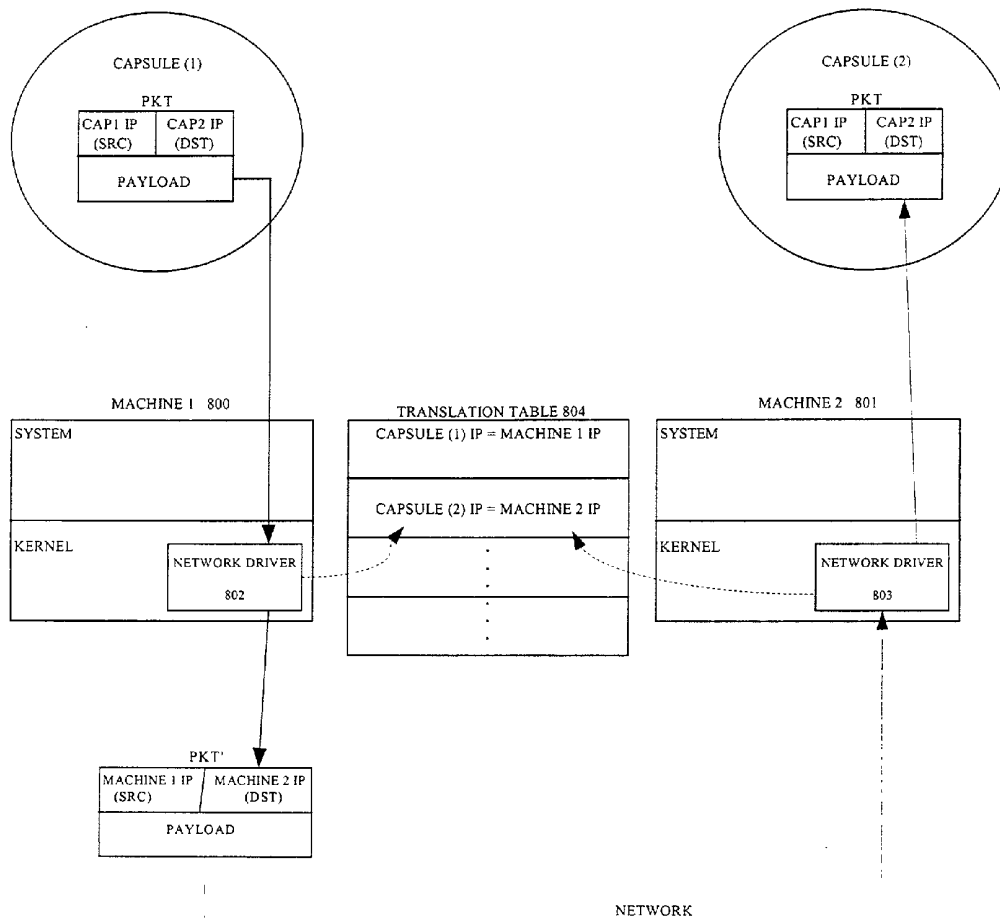 CAPSULE (1)
PKT
CAP1 IP
(SRC)
CAP2 IP
(DST)
PAYLOAD
CAPSULE (2)
PKT
CAP1 IP
(SRC)
CAP2 IP
(DST)
PAYLOAD
MACHINE 1 800
SYSTEM
KERNEL
NETWORK DRIVER
802
TRANSLATION TABLE 804
CAPSULE (1) IP = MACHINE 1 IP
CAPSULE (2) IP = MACHINE 2 IP
MACHINE 2 801
SYSTEM
KERNEL
NETWORK DRIVER
803
PKT'
MACHINE 1 IP
(SRC)
MACHINE 2 IP
(DST)
PAYLOAD
NETWORK